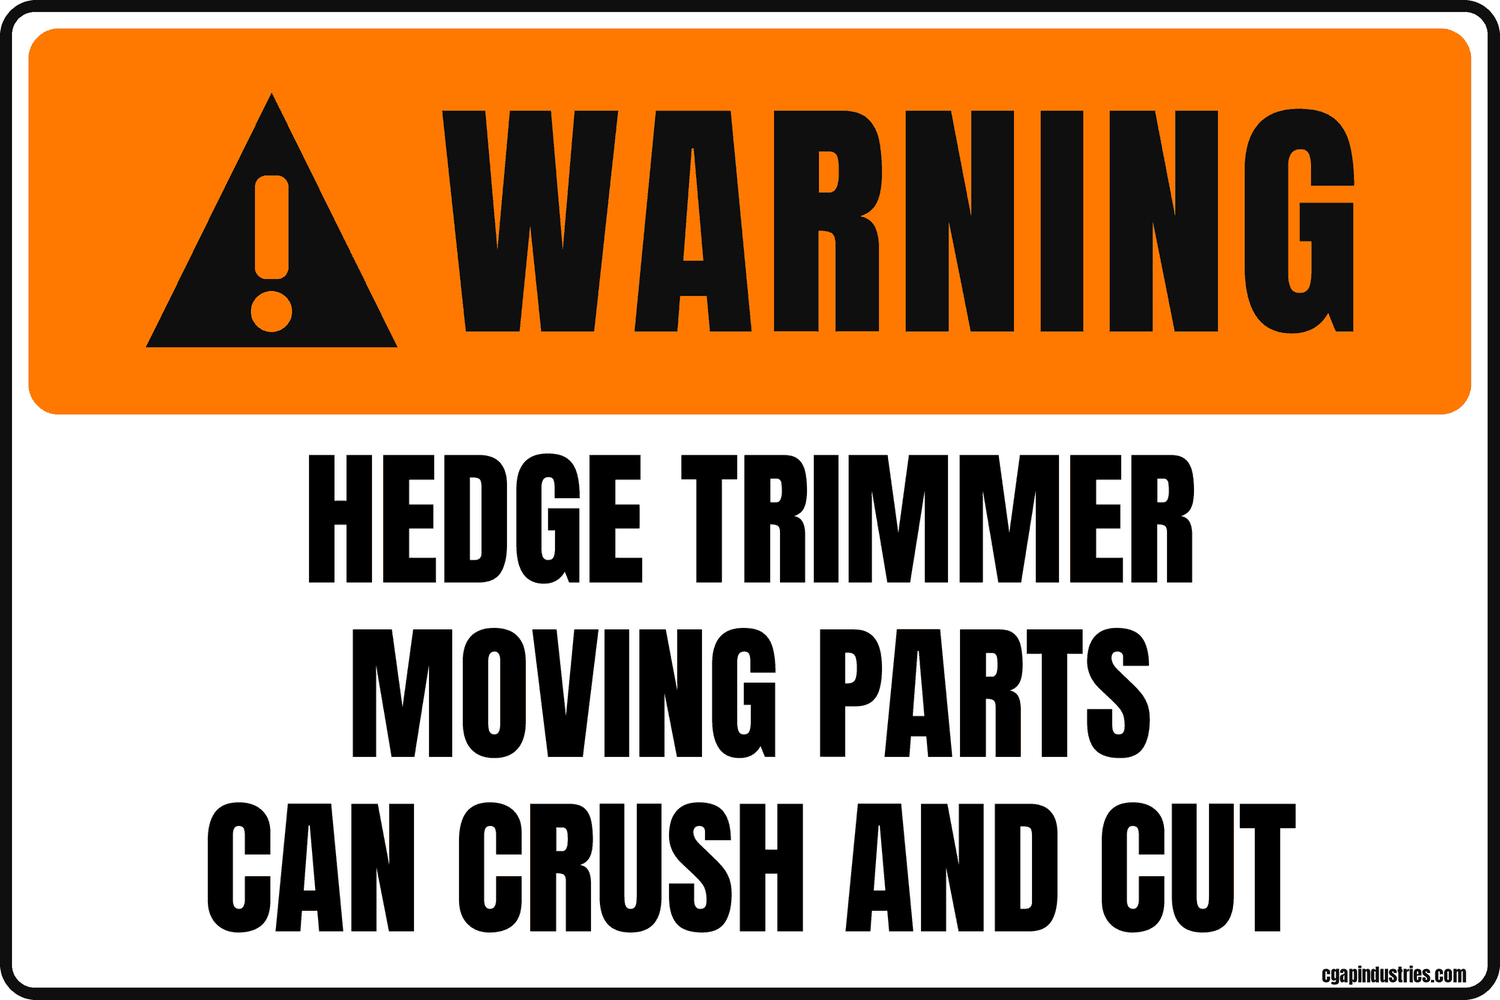 WARNING
HEDGE TRIMMER
MOVING PARTS
CAN CRUSH AND CUT
cgapindustries.com